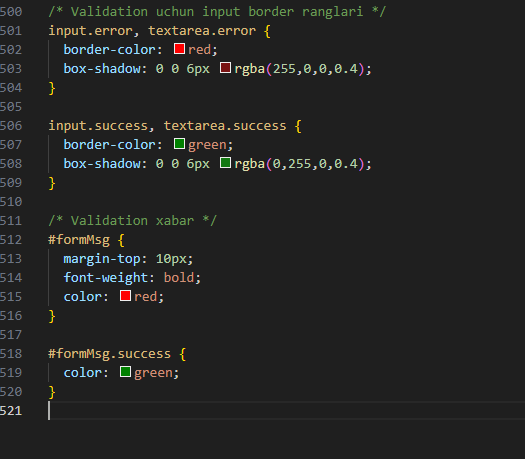 500 /* Validation uchun input border ranglari */
501 input.error, textarea.error {
502   border-color: red;
503   box-shadow: 0 0 6px rgba(255,0,0,0.4);
504 }
505
506 input.success, textarea.success {
507   border-color: green;
508   box-shadow: 0 0 6px rgba(0,255,0,0.4);
509 }
510
511 /* Validation xabar */
512 #formMsg {
513   margin-top: 10px;
514   font-weight: bold;
515   color: red;
516 }
517
518 #formMsg.success {
519   color: green;
520 }
521